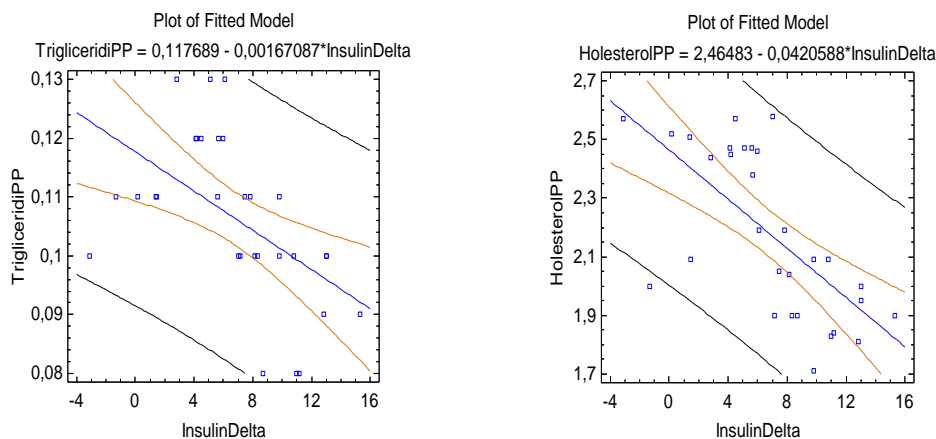 Plot of Fitted Model
TrigliceridiPP = 0,117689 - 0,00167087*InsulinDelta
0,13
0,12
0,11
0,1
0,09
0,08
TrigliceridiPP
-4 0 4 8 12 16
InsulinDelta
Plot of Fitted Model
HolesterolPP = 2,46483 - 0,0420588*InsulinDelta
2,7
2,5
2,3
2,1
1,9
1,7
HolesterolPP
-4 0 4 8 12 16
InsulinDelta